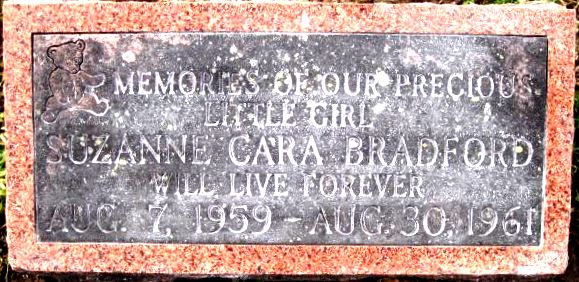 MEMORIES OF OUR PRECIOUS
LITTLE GIRL
SUZANNE CARA BRADFORD
WILL LIVE FOREVER
AUG. 7, 1959 - AUG. 30, 1961